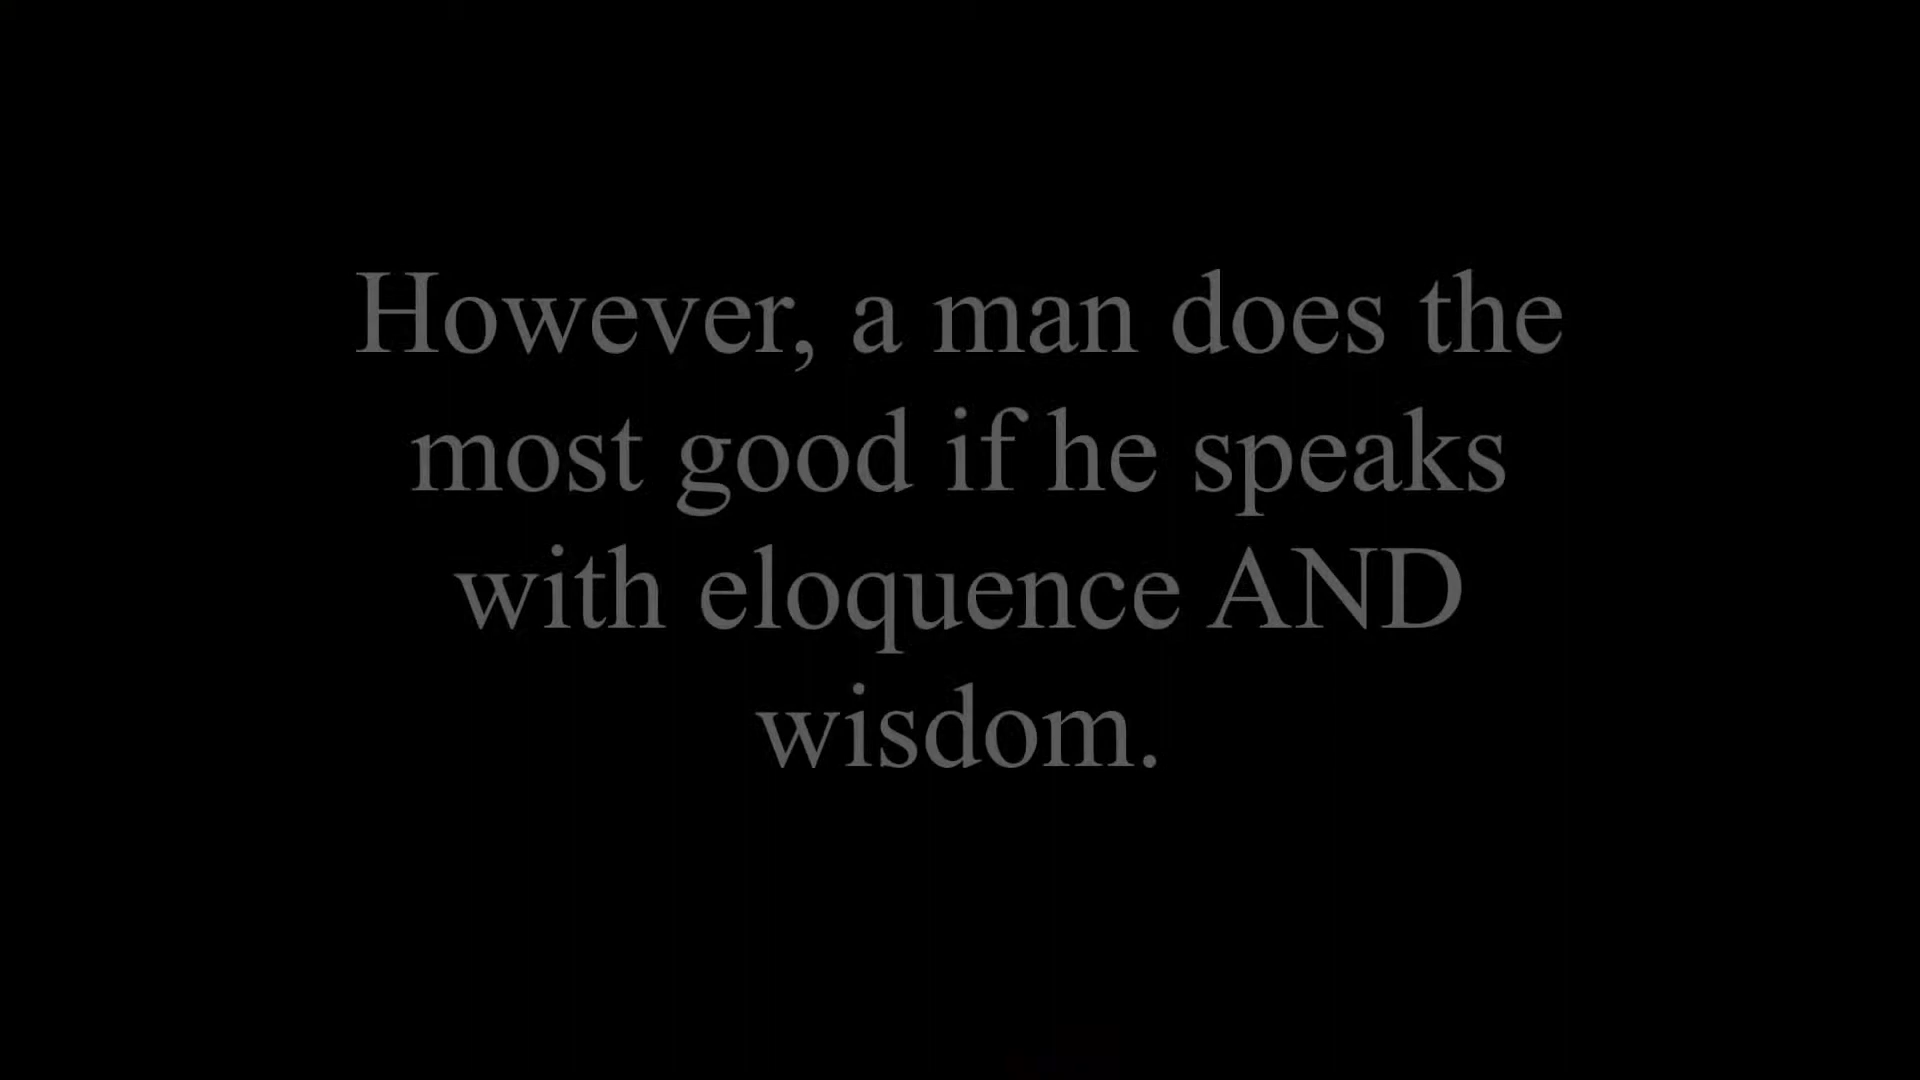 However, a man does the
most good if he speaks
with eloquence AND
wisdom.